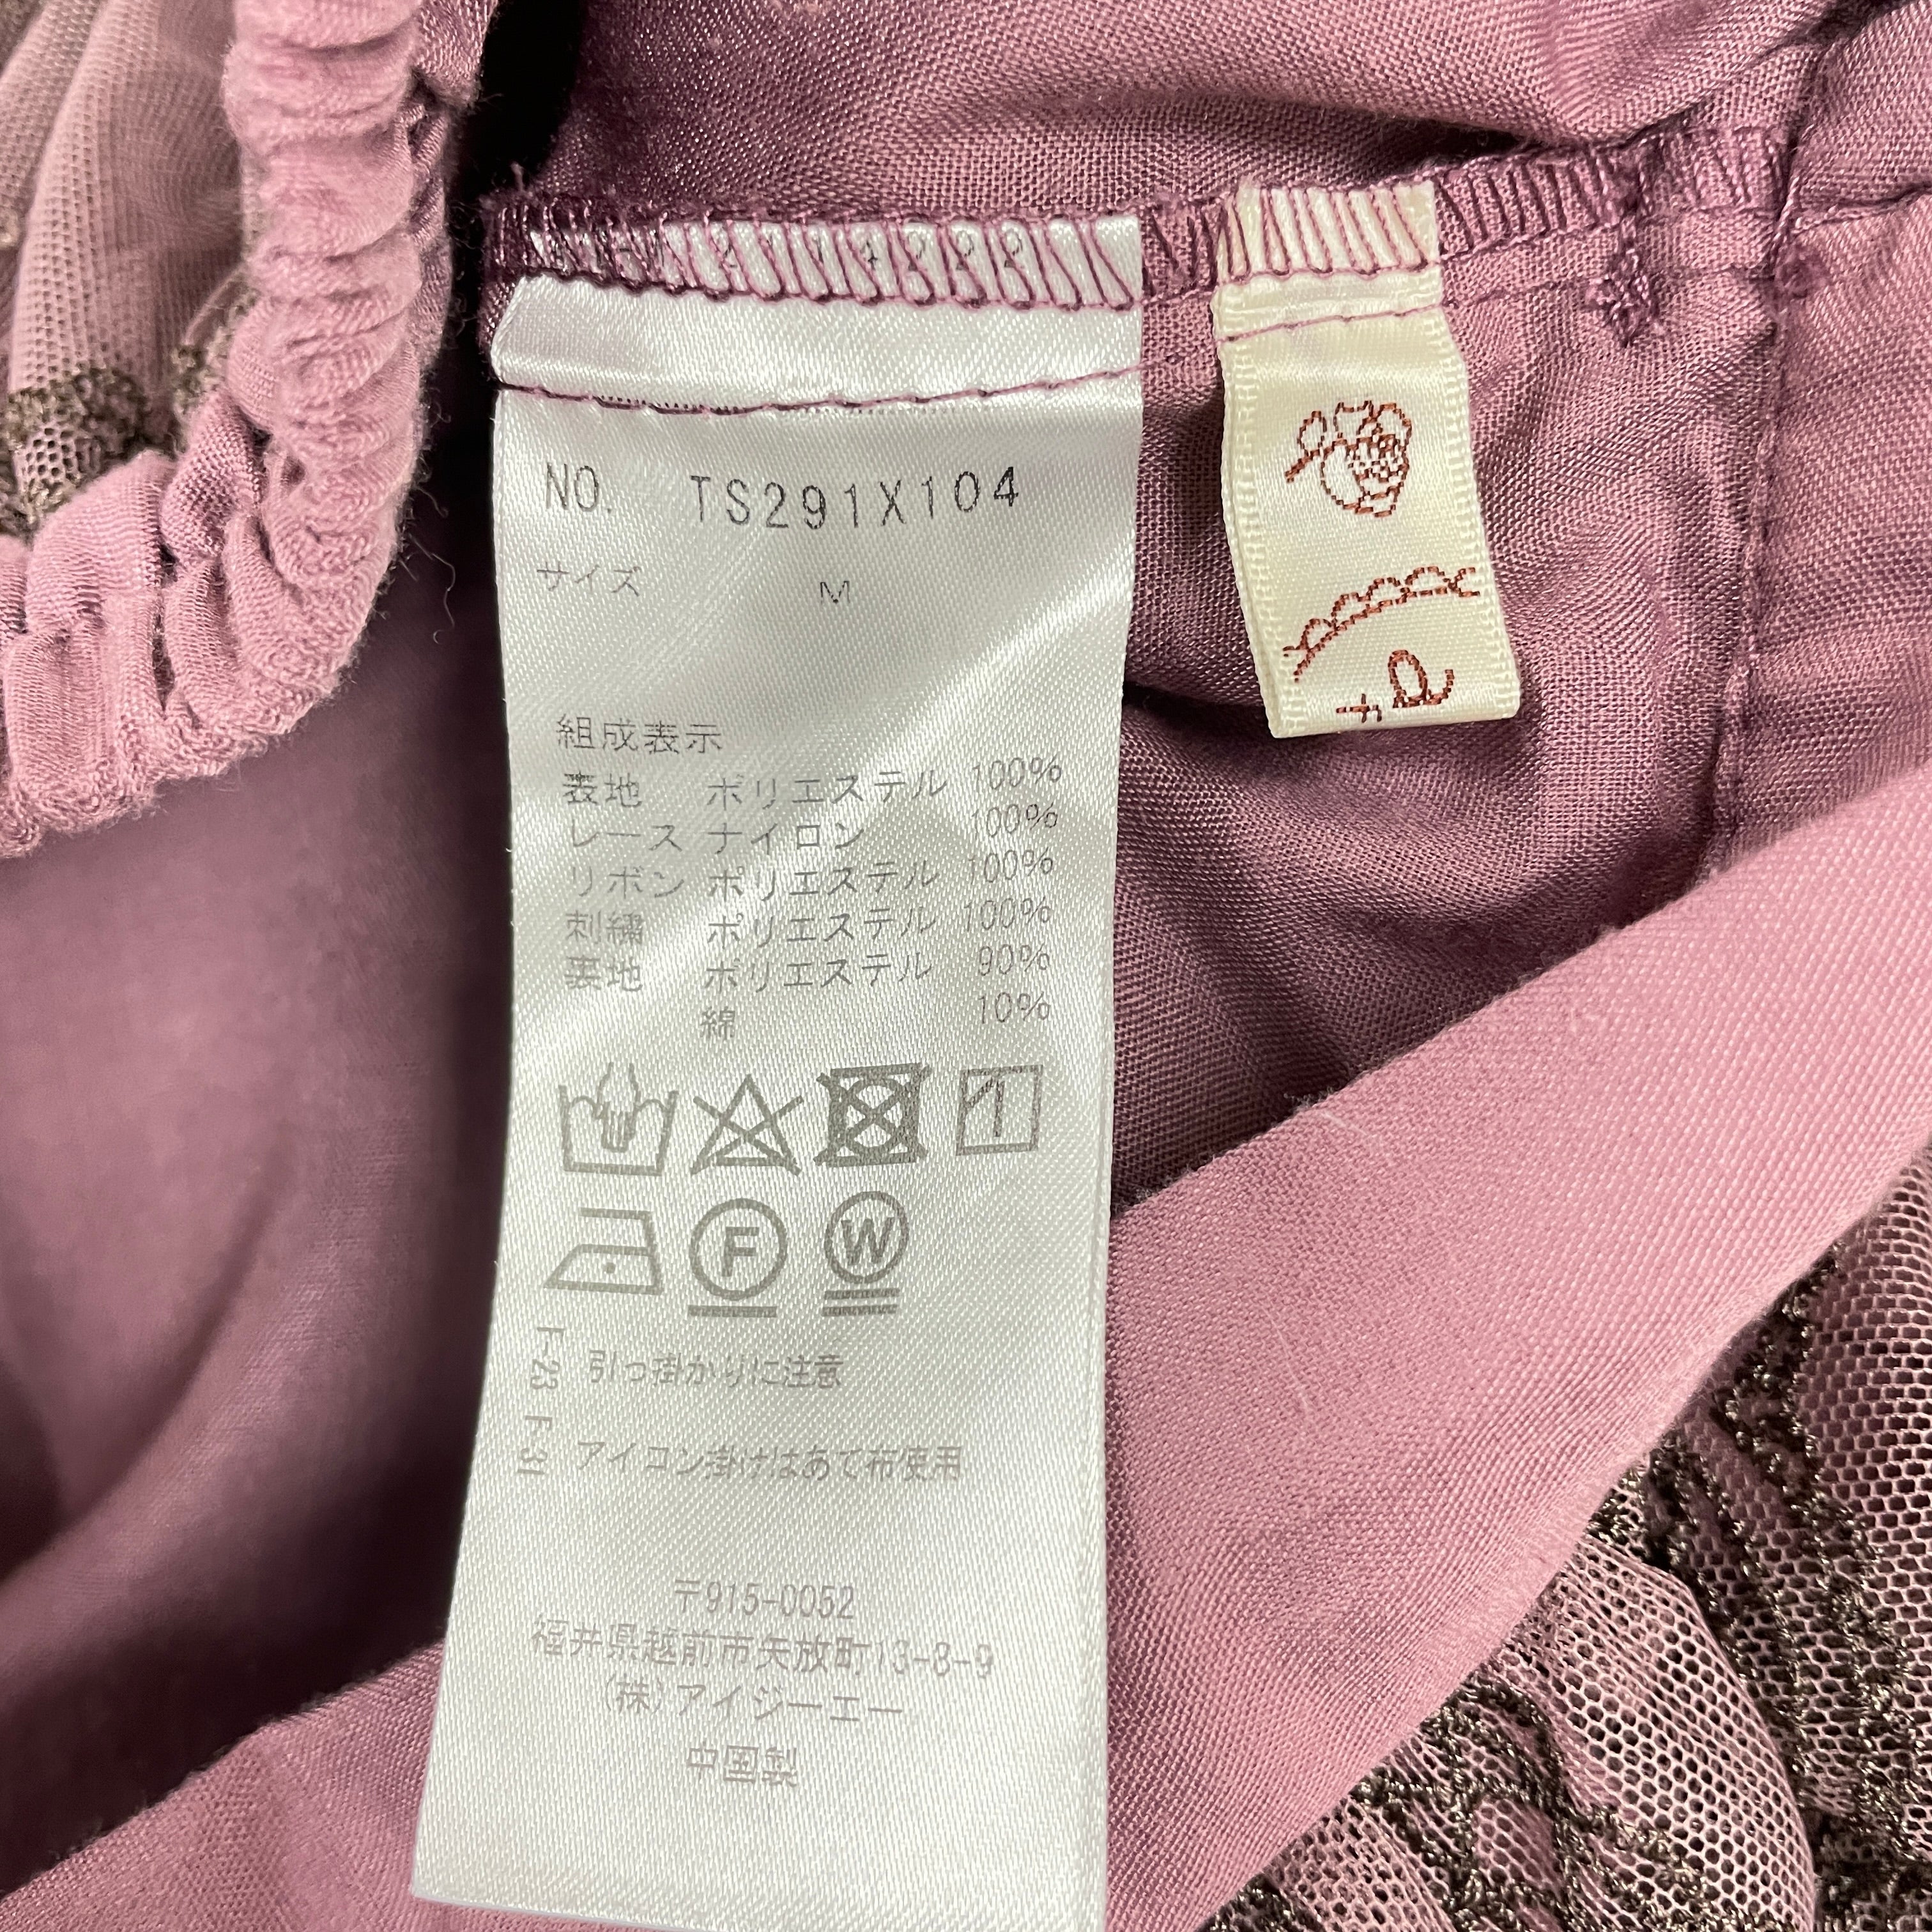 NO. TS291X104
サイズ M
組成表示
表地 ポリエステル 100%
レース ナイロン 100%
リボン ポリエステル 100%
刺繍 ポリエステル 100%
裏地 ポリエステル 90%
綿 10%
F
W
F-23 引っ掛かりに注意
F-31 アイロン掛けはあて布使用
〒915-0052
福井県越前市矢放町13-8-9
(株)アイジーエー
中国製